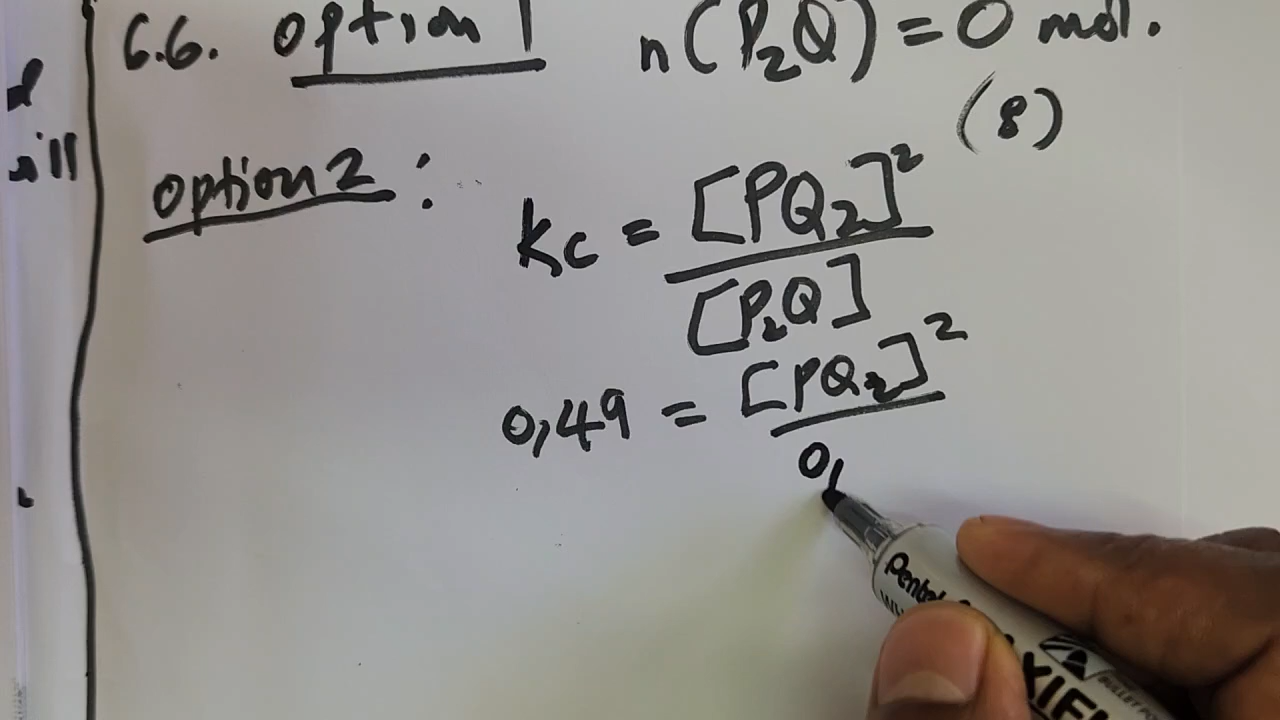 6.6. option 1 n(P₂Q) = 0 mol.
(8)
option 2 :
Kc = [PQ₂]²
[P₂Q]
0,49 = [PQ₂]²
0,
ill
Pentel